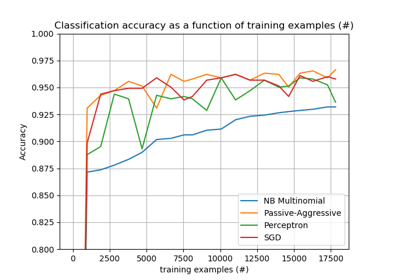 Classification accuracy as a function of training examples (#)
1.000
0.975
0.950
0.925
0.900
0.875
0.850
0.825
0.800
Accuracy
NB Multinomial
Passive-Aggressive
Perceptron
SGD
0 2500 5000 7500 10000 12500 15000 17500
training examples (#)